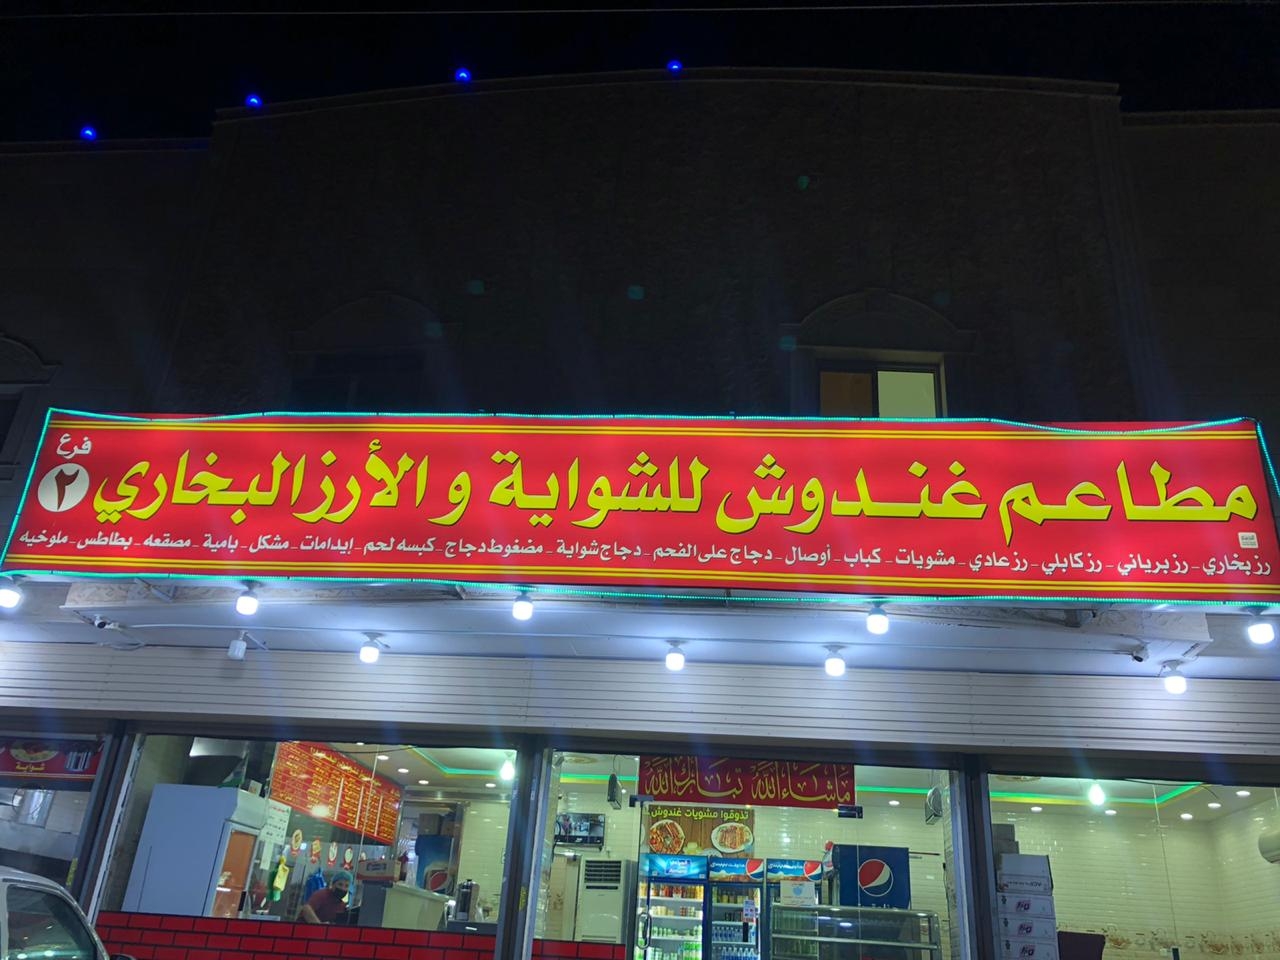 مطاعم غندوش للشواية و الأرز البخاري
فرع
٢
رز بخاري - رز برياني - رز كابلي - رز عادي - مشويات - كباب - أوصال - دجاج على الفحم - دجاج شواية - مضغوط دجاج - كبسه لحم - إيدامات - مشكل - بامية - مصقعه - بطاطس - ملوخيه
شواية
ماشاء الله تبارك الله
تذوقوا مشويات غندوش